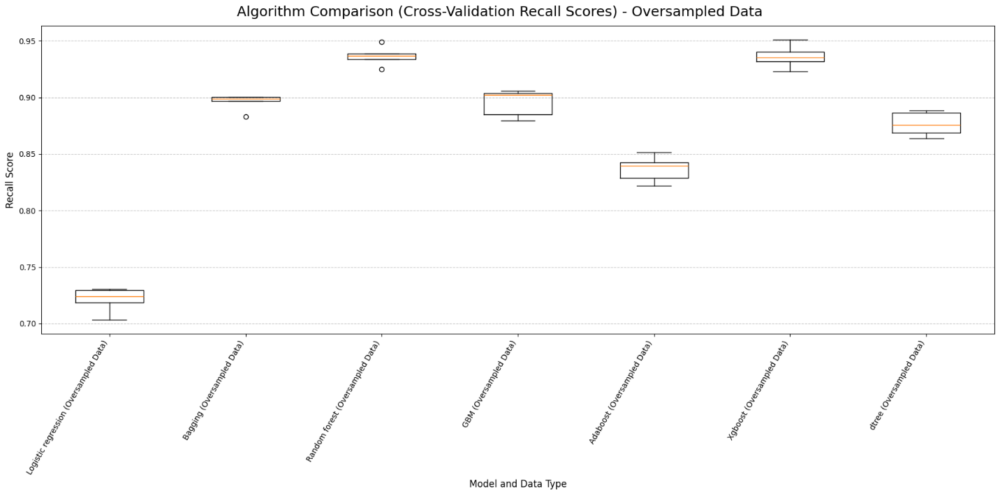 Algorithm Comparison (Cross-Validation Recall Scores) - Oversampled Data
Recall Score
0.95
0.90
0.85
0.80
0.75
0.70
Logistic regression (Oversampled Data)
Bagging (Oversampled Data)
Random forest (Oversampled Data)
GBM (Oversampled Data)
Adaboost (Oversampled Data)
Xgboost (Oversampled Data)
dtree (Oversampled Data)
Model and Data Type